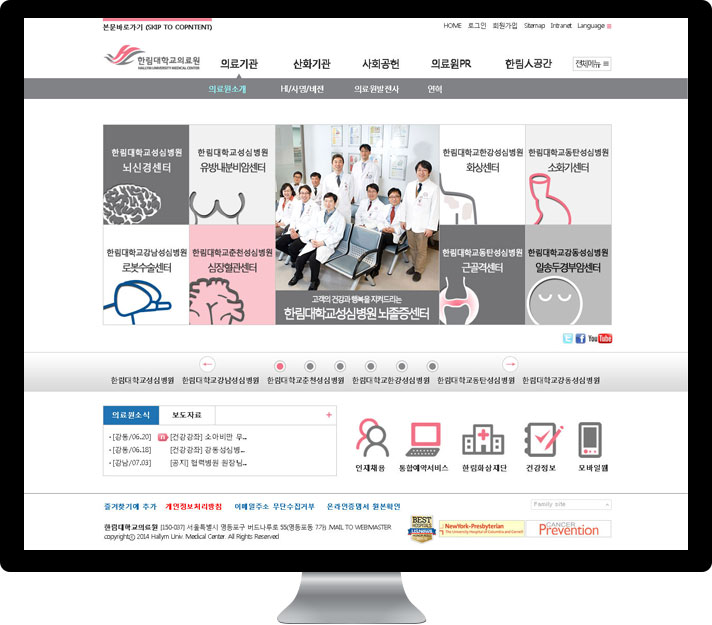 본문바로가기 (SKIP TO COPNTENT)
HOME 로그인 회원가입 Sitemap Intranet Language
한림대학교의료원
HALLYM UNIVERSITY MEDICAL CENTER
의료기관 산하기관 사회공헌 의료원PR 한림人공간 전체메뉴
의료원소개 HI/사명/비전 의료원발전사 연혁
한림대학교성심병원
뇌신경센터
한림대학교성심병원
유방내분비암센터
한림대학교한강성심병원
화상센터
한림대학교동탄성심병원
소화기센터
한림대학교강남성심병원
로봇수술센터
한림대학교춘천성심병원
심장혈관센터
고객의 건강과 행복을 지켜드리는
한림대학교성심병원 뇌졸중센터
한림대학교동탄성심병원
근골격센터
한림대학교강동성심병원
일송두경부암센터
You Tube
한림대학교성심병원 한림대학교강남성심병원 한림대학교춘천성심병원 한림대학교한강성심병원 한림대학교동탄성심병원 한림대학교강동성심병원
의료원소식 보도자료 +
· [강동/06.20] [건강강좌] 소아비만 우...
· [강동/06.18] [건강강좌] 강동성심병...
· [강남/07.03] [공지] 협력병원 원장님...
인재채용 통합예약서비스 한림화상재단 건강정보 모바일웹
즐겨찾기에 추가 개인정보처리방침 이메일주소 무단수집거부 온라인증명서 원본확인
Family site
한림대학교의료원 [150-037] 서울특별시 영등포구 버드나루로 55(영등포동 7가) MAIL TO WEBMASTER
copyright© 2014 Hallym Univ. Medical Center. All Rights Reserved
BEST
HOSPITALS
USNEWS
NewYork-Presbyterian
The University Hospital of Columbia and Cornell
CANCER
Prevention